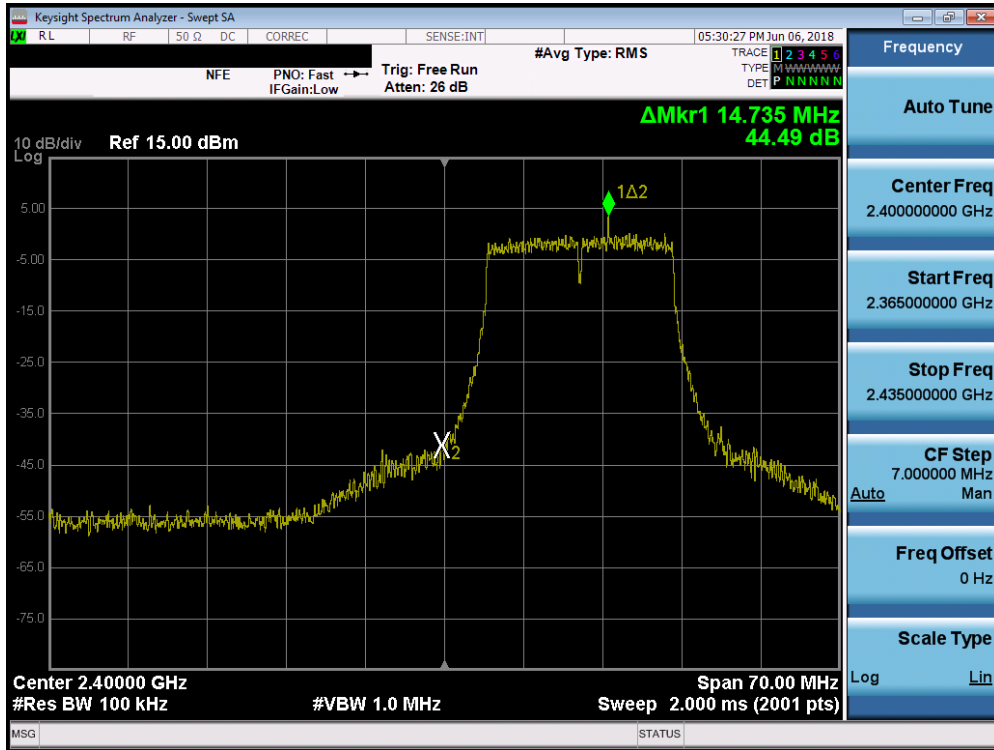 Keysight Spectrum Analyzer - Swept SA
LXI RL RF 50 Ω DC CORREC SENSE:INT 05:30:27 PM Jun 06, 2018
NFE PNO: Fast IFGain:Low Trig: Free Run Atten: 26 dB #Avg Type: RMS
TRACE 1 2 3 4 5 6
TYPE M W W W W W
DET P N N N N N
ΔMkr1 14.735 MHz
44.49 dB
10 dB/div Ref 15.00 dBm
Log
1Δ2
5.00
-5.00
-15.0
-25.0
-35.0
X2
-45.0
-55.0
-65.0
-75.0
Center 2.40000 GHz Span 70.00 MHz
#Res BW 100 kHz #VBW 1.0 MHz Sweep 2.000 ms (2001 pts)
MSG STATUS
Frequency
Auto Tune
Center Freq
2.400000000 GHz
Start Freq
2.365000000 GHz
Stop Freq
2.435000000 GHz
CF Step
7.000000 MHz
Auto Man
Freq Offset
0 Hz
Scale Type
Log Lin